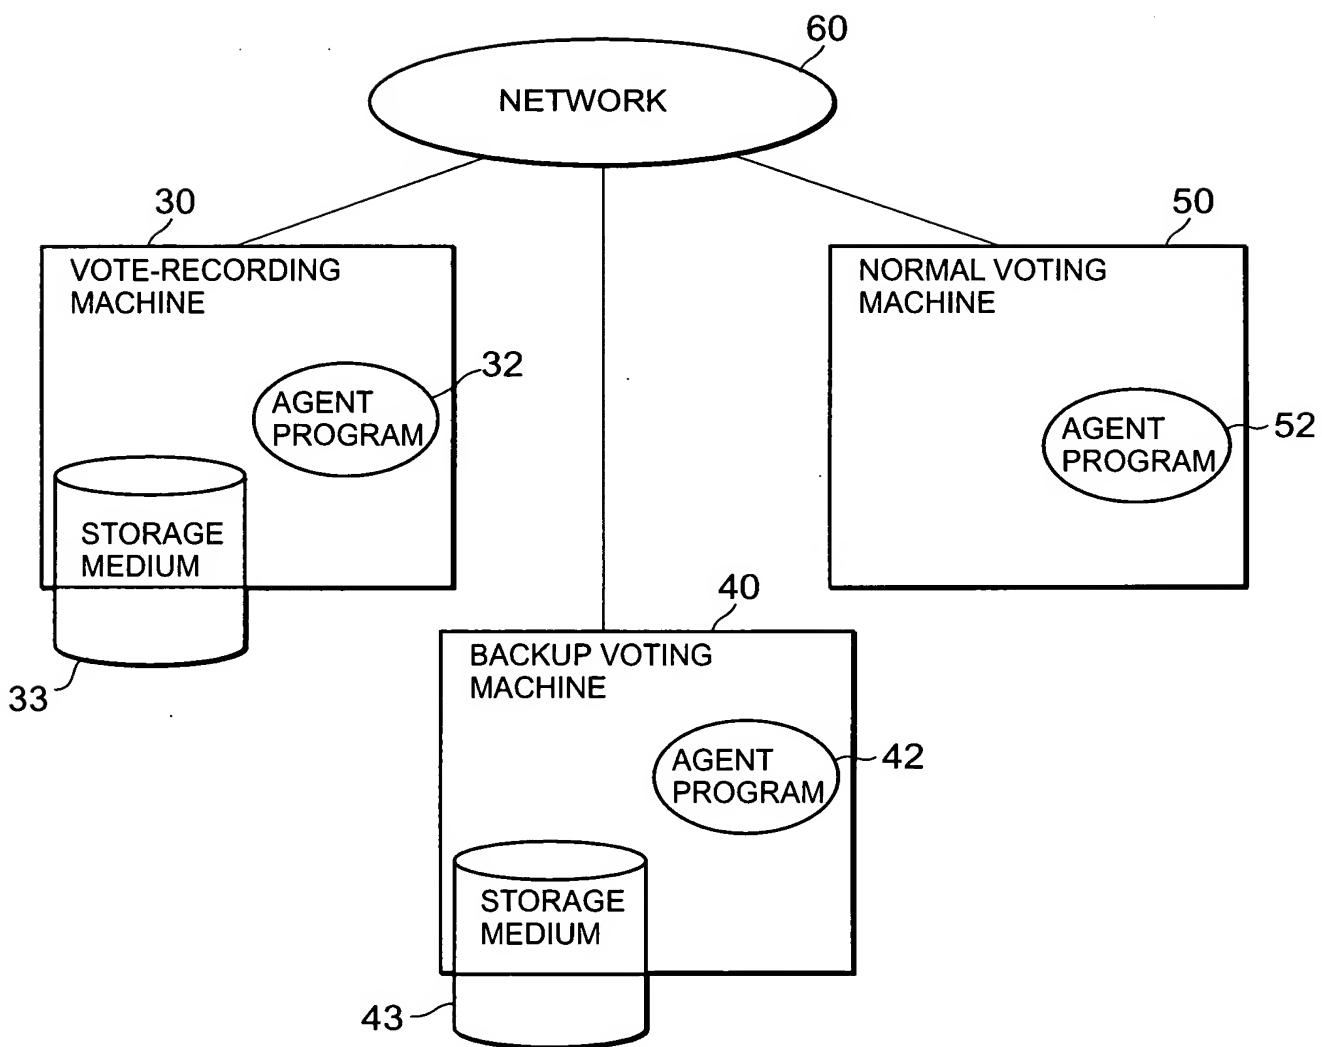 60
NETWORK
30
50
VOTE-RECORDING
MACHINE
NORMAL VOTING
MACHINE
32
AGENT
PROGRAM
52
AGENT
PROGRAM
STORAGE
MEDIUM
33
40
BACKUP VOTING
MACHINE
42
AGENT
PROGRAM
STORAGE
MEDIUM
43